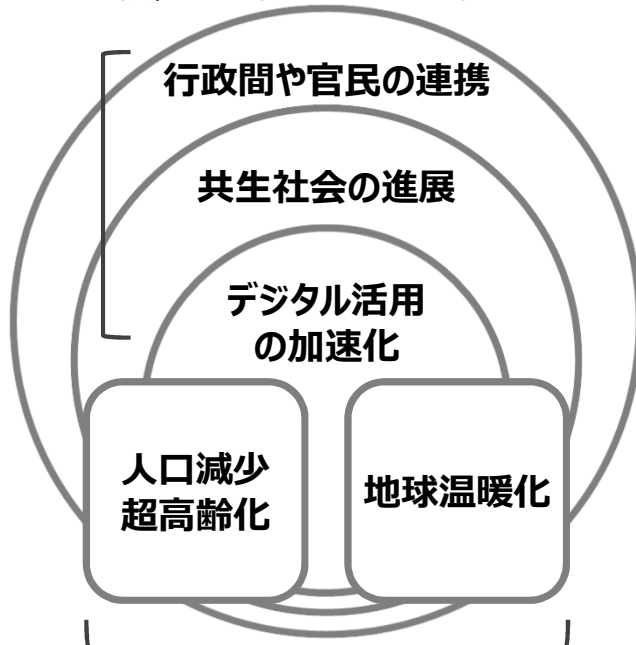 行政間や官民の連携
共生社会の進展
デジタル活用
の加速化
人口減少
超高齢化
地球温暖化